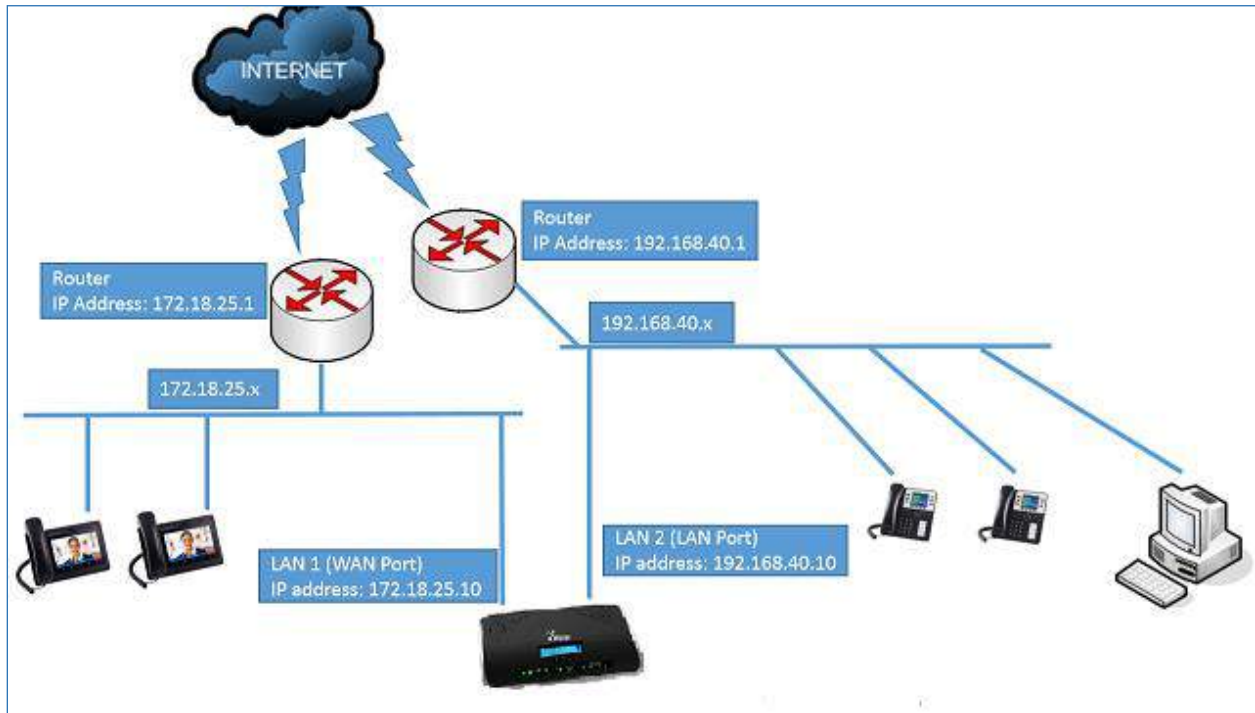 INTERNET
Router
IP Address: 192.168.40.1
Router
IP Address: 172.18.25.1
192.168.40.x
172.18.25.x
LAN 2 (LAN Port)
IP address: 192.168.40.10
LAN 1 (WAN Port)
IP address: 172.18.25.10